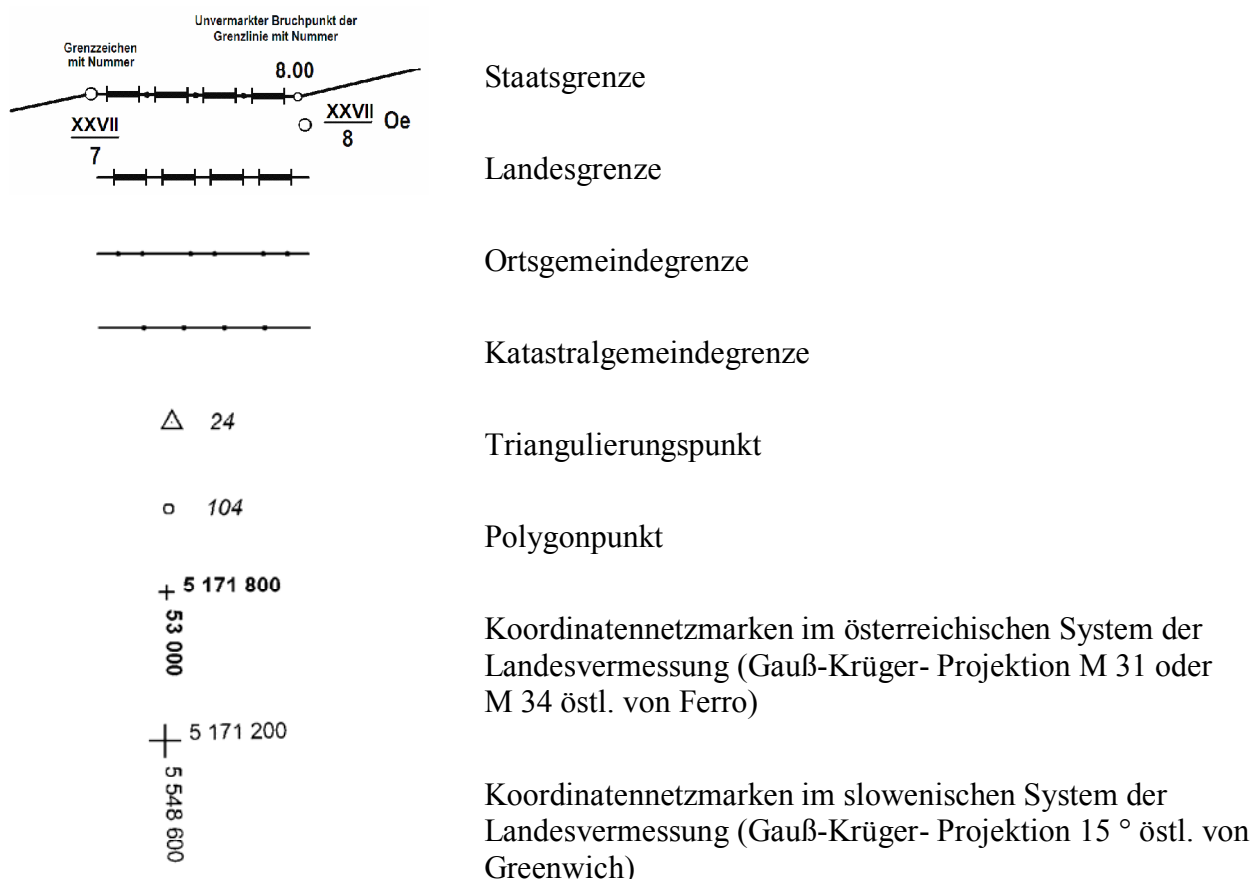 Unvermarkter Bruchpunkt der
Grenzlinie mit Nummer
Grenzzeichen
mit Nummer
8.00
XXVII
7
XXVII
8
Oe
Staatsgrenze
Landesgrenze
Ortsgemeindegrenze
Katastralgemeindegrenze
24
Triangulierungspunkt
104
Polygonpunkt
5 171 800
53 000
Koordinatennetzmarken im österreichischen System der
Landesvermessung (Gauß-Krüger- Projektion M 31 oder
M 34 östl. von Ferro)
5 171 200
5 548 600
Koordinatennetzmarken im slowenischen System der
Landesvermessung (Gauß-Krüger- Projektion 15 ° östl. von
Greenwich)